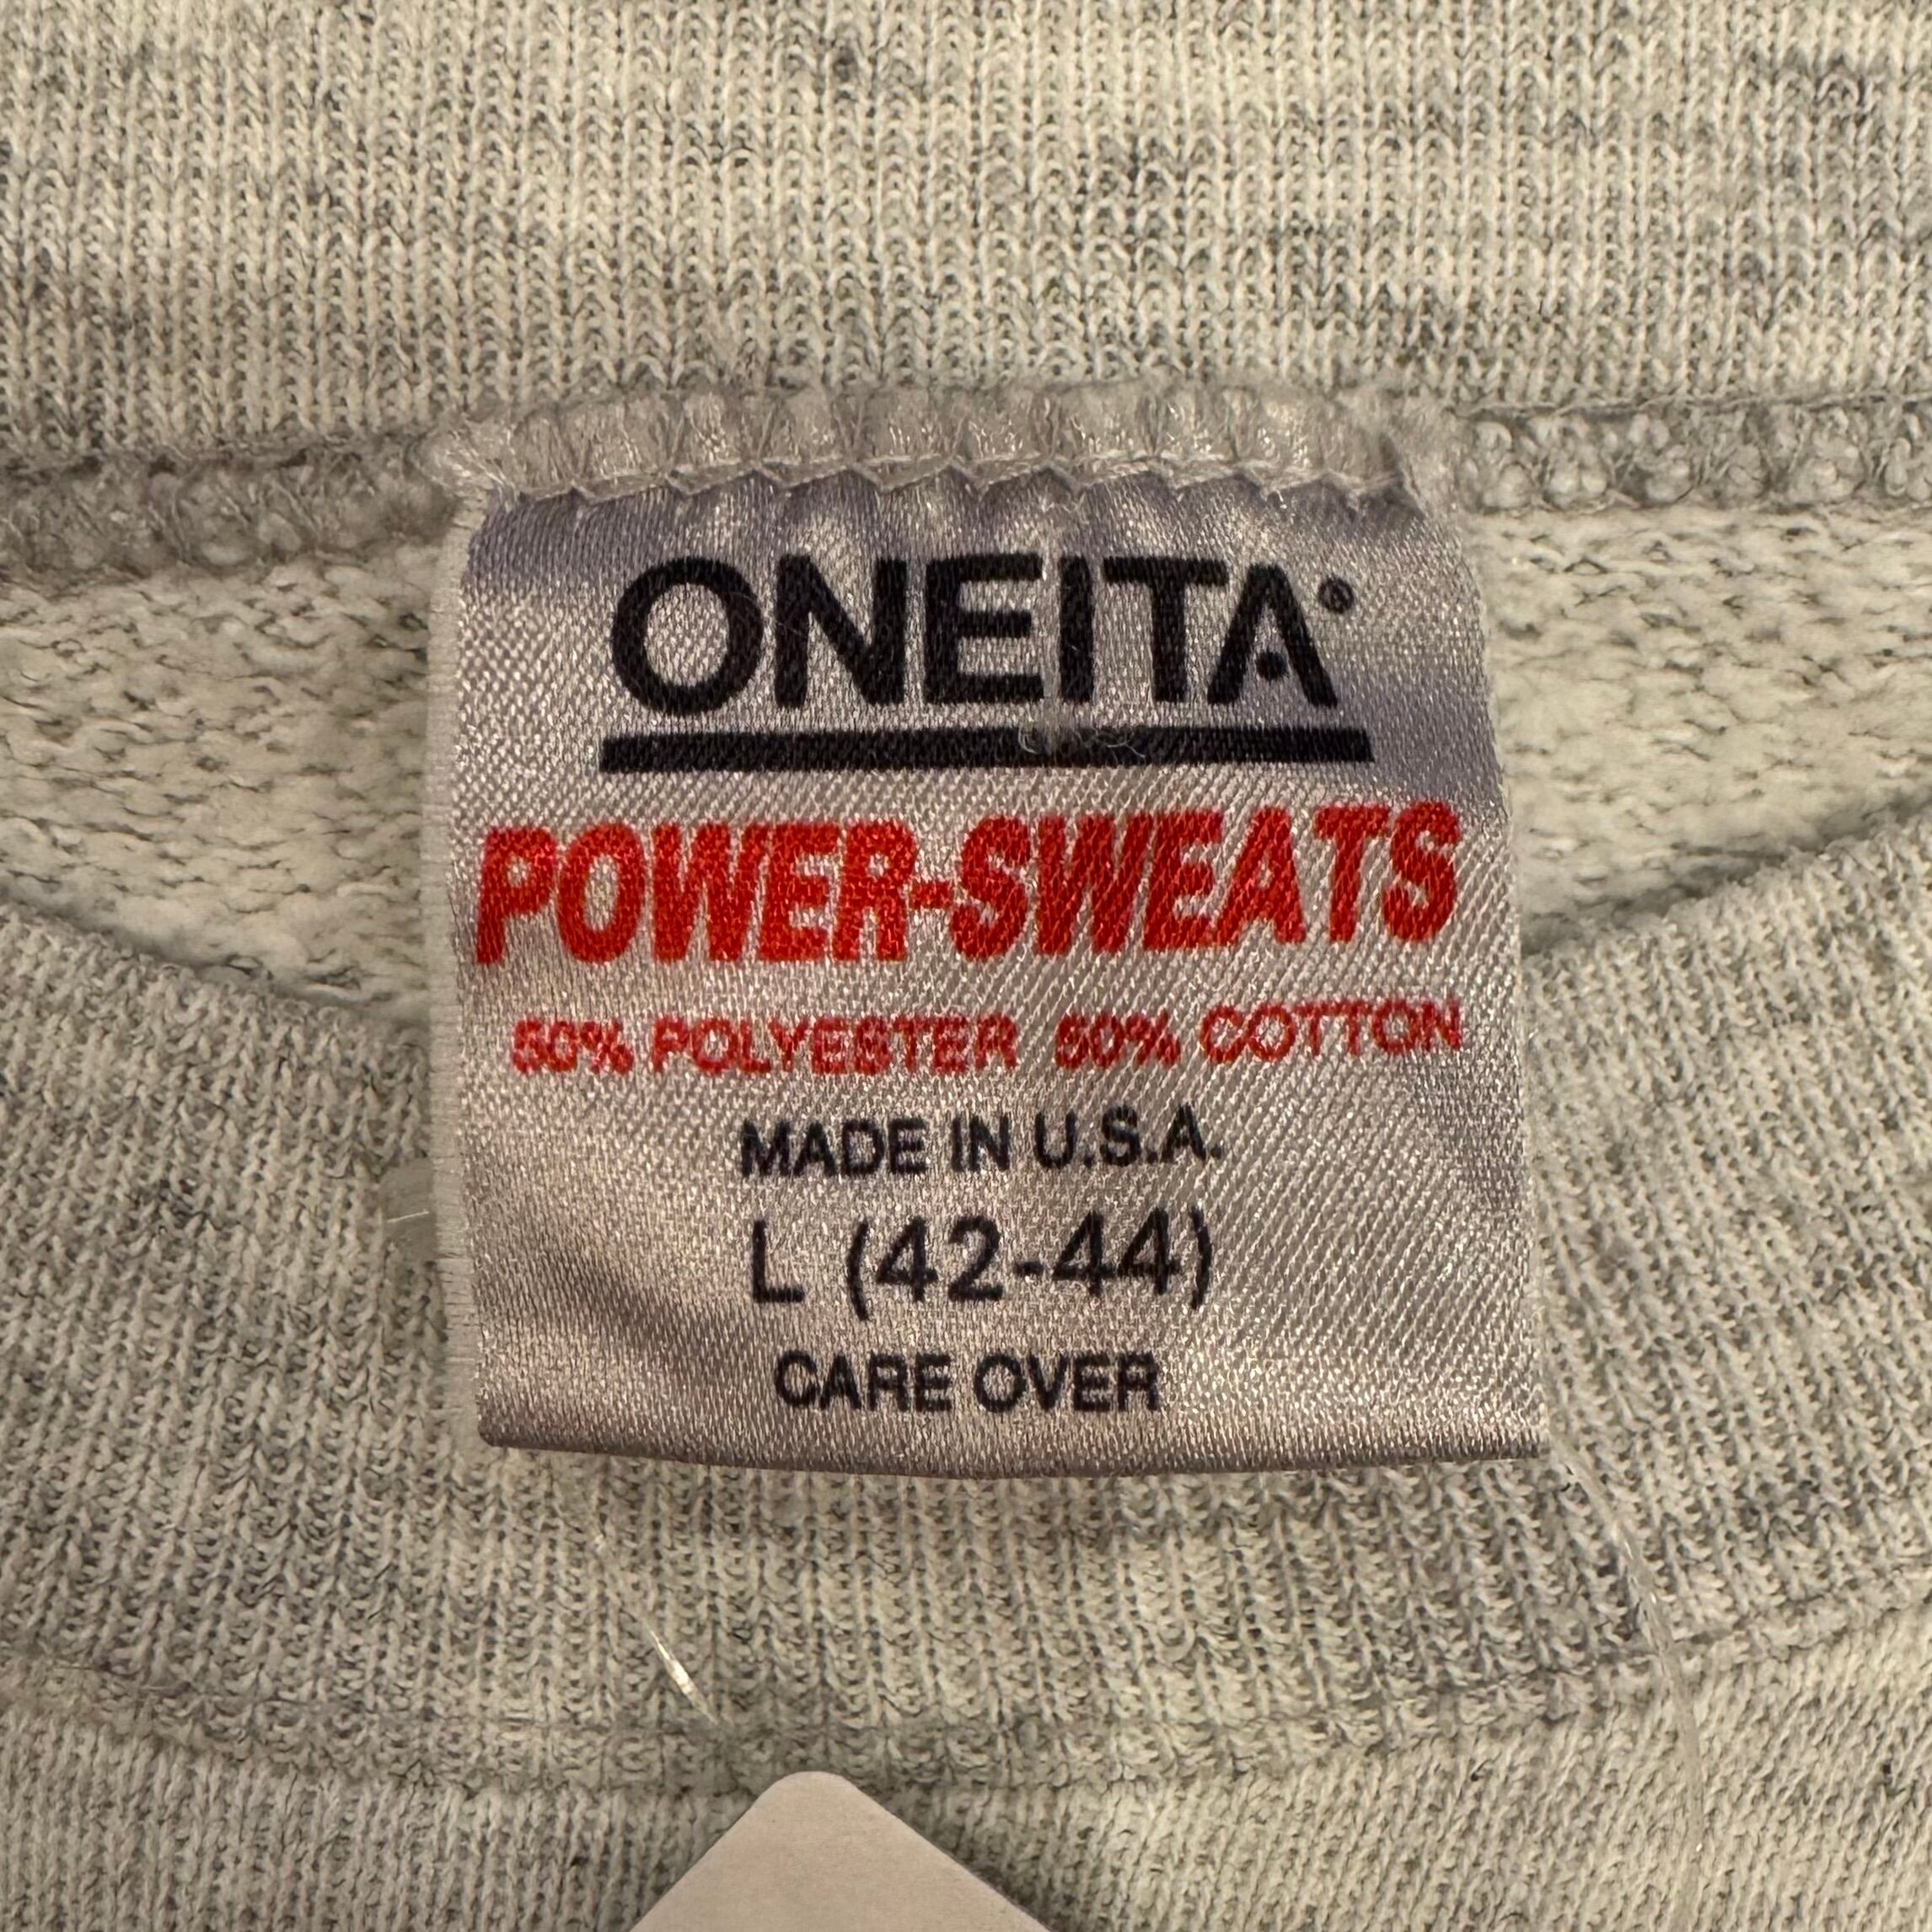 ONEITA®
POWER-SWEATS
50% POLYESTER 50% COTTON
MADE IN U.S.A.
L (42-44)
CARE OVER